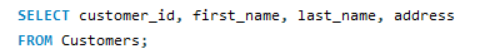 SELECT customer_id, first_name, last_name, address
FROM Customers;